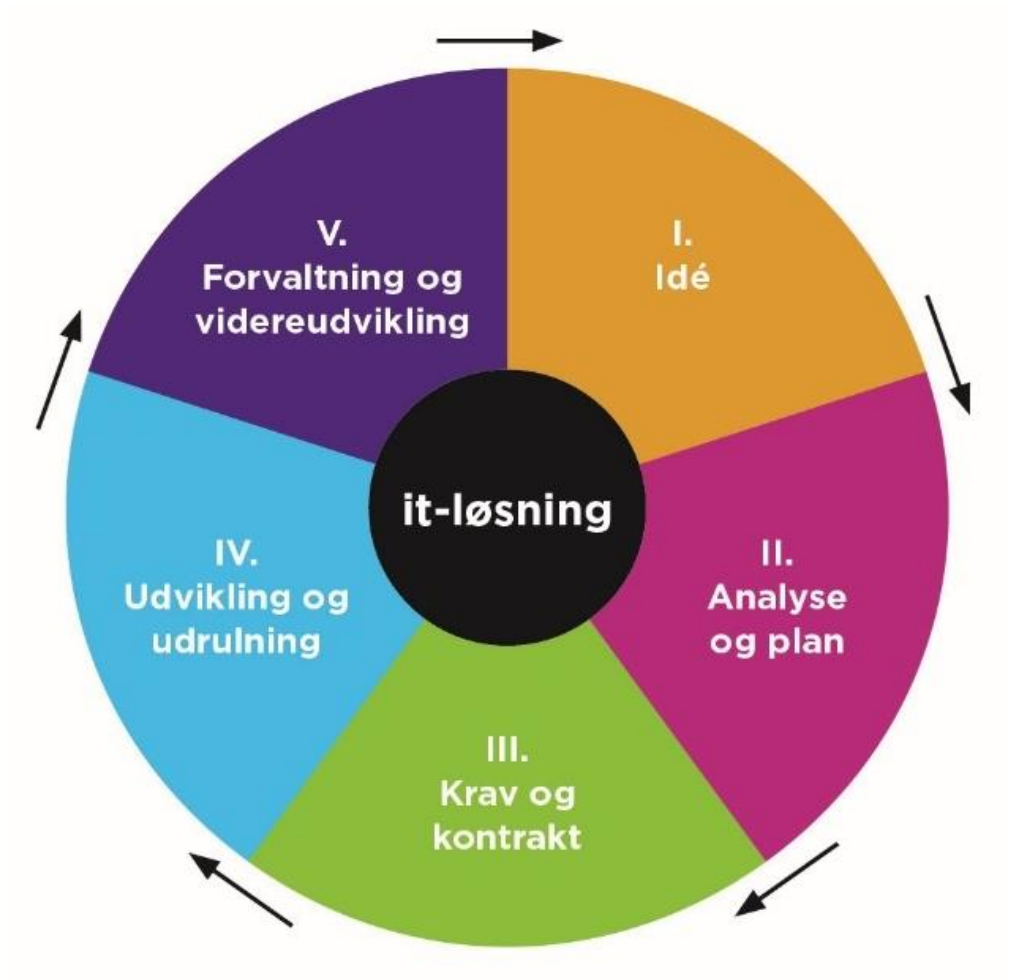 I.
Idé
II.
Analyse
og plan
III.
Krav og
kontrakt
IV.
Udvikling og
udrulning
V.
Forvaltning og
videreudvikling
it-løsning